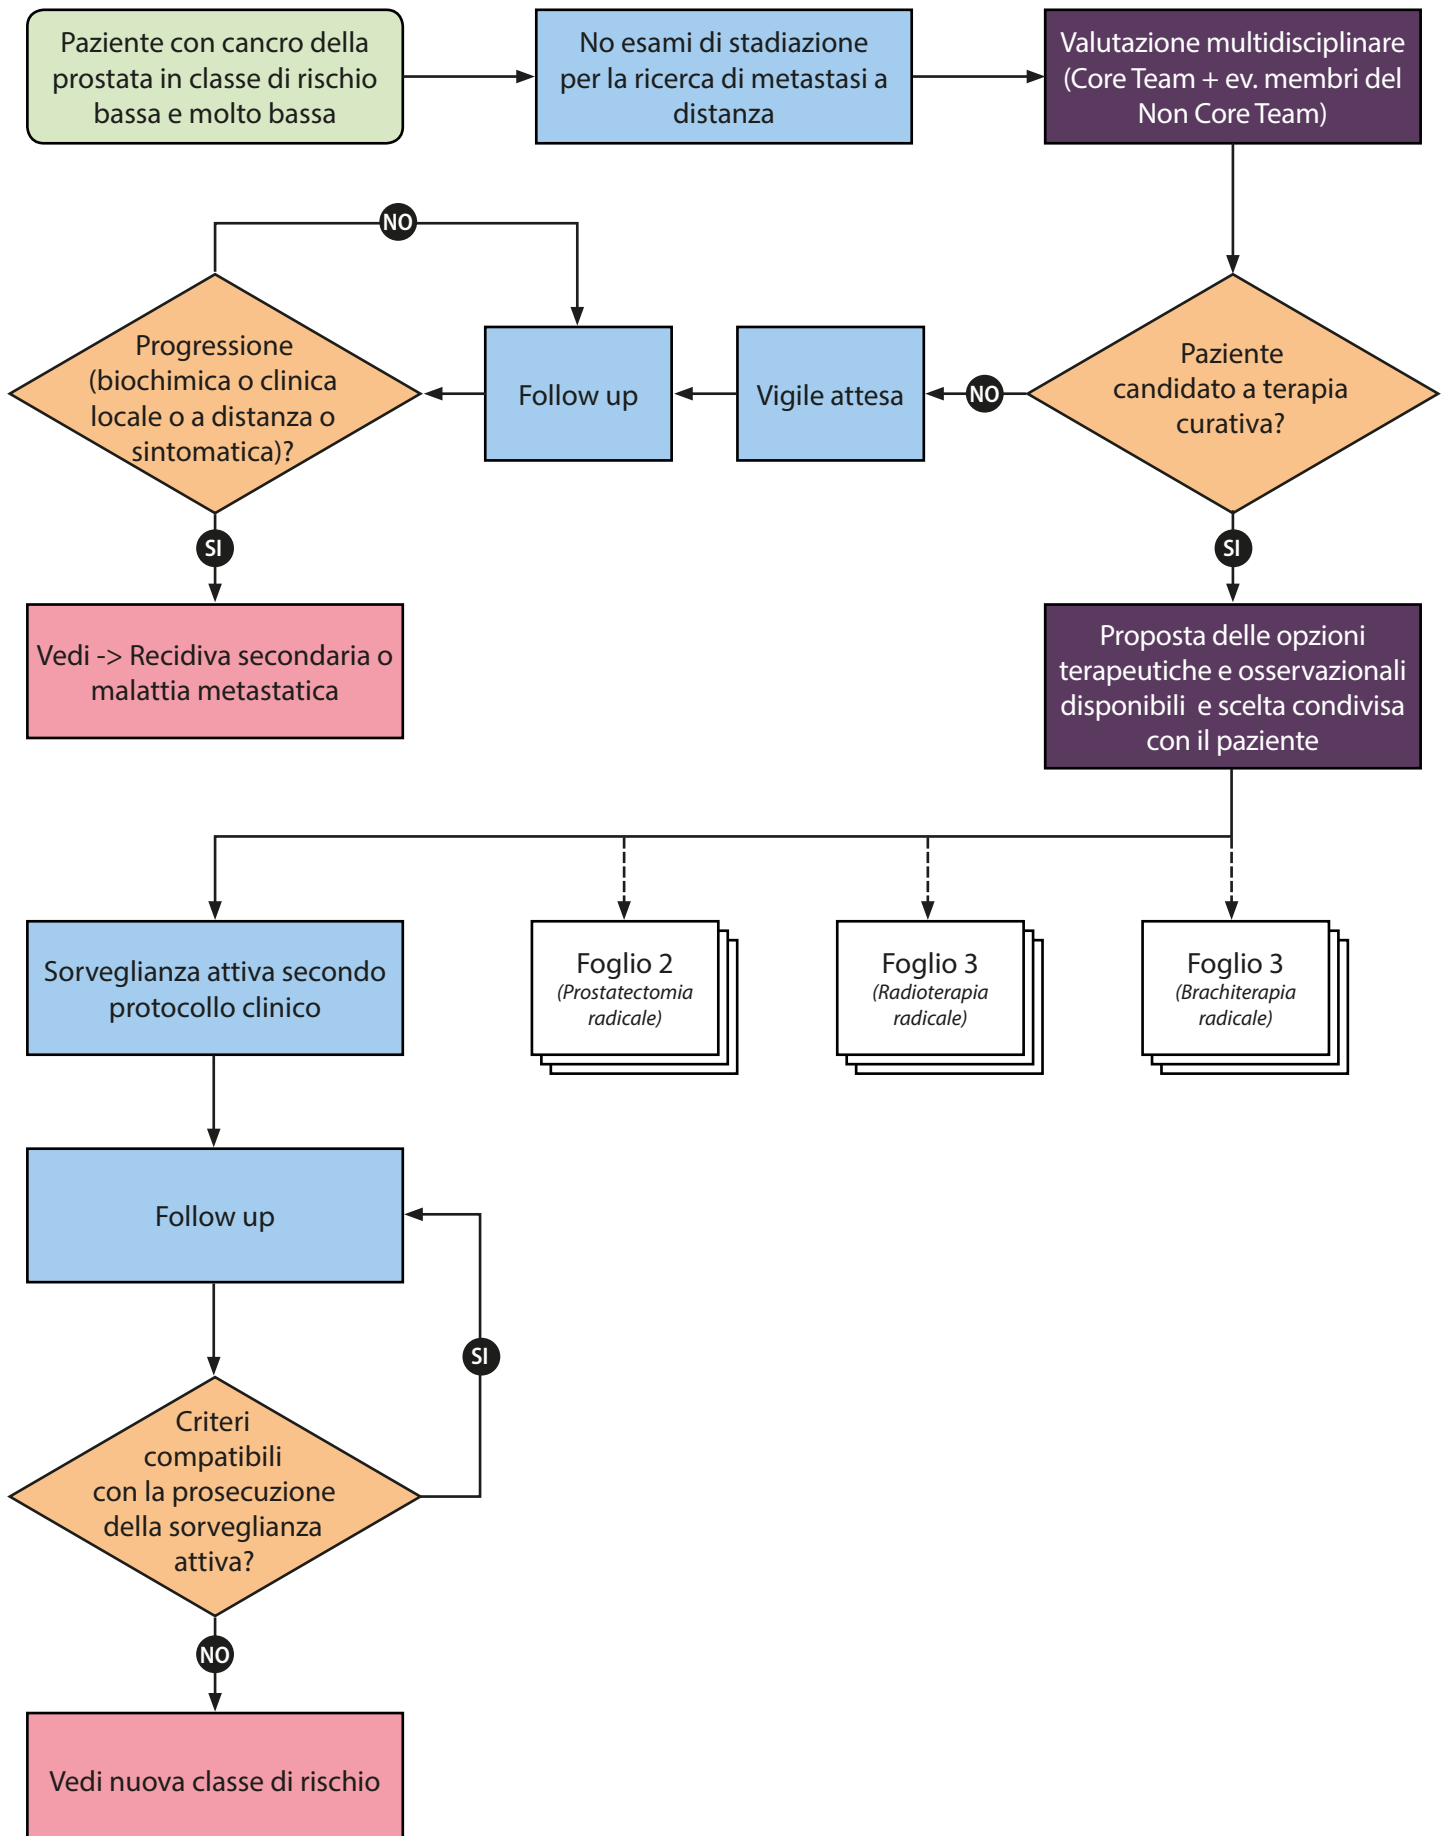 Paziente con cancro della
prostata in classe di rischio
bassa e molto bassa
No esami di stadiazione
per la ricerca di metastasi a
distanza
Valutazione multidisciplinare
(Core Team + ev. membri del
Non Core Team)
NO
Progressione
(biochimica o clinica
locale o a distanza o
sintomatica)?
Follow up
Vigile attesa
NO
Paziente
candidato a terapia
curativa?
SI
SI
Vedi -> Recidiva secondaria o
malattia metastatica
Proposta delle opzioni
terapeutiche e osservazionali
disponibili e scelta condivisa
con il paziente
Sorveglianza attiva secondo
protocollo clinico
Foglio 2
(Prostatectomia
radicale)
Foglio 3
(Radioterapia
radicale)
Foglio 3
(Brachiterapia
radicale)
Follow up
SI
Criteri
compatibili
con la prosecuzione
della sorveglianza
attiva?
NO
Vedi nuova classe di rischio